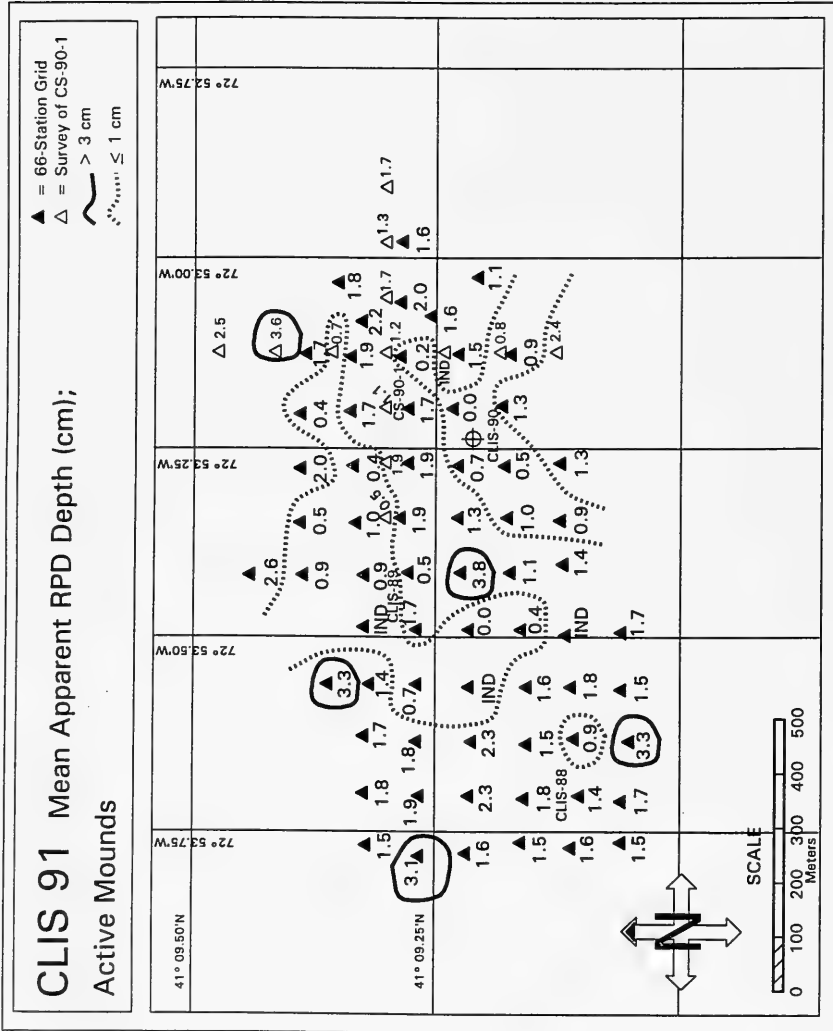 CLIS 91 Mean Apparent RPD Depth (cm);
Active Mounds
▲ = 66-Station Grid
△ = Survey of CS-90-1
> 3 cm
≤ 1 cm
41° 09.50'N
72° 53.75'W
72° 53.50'W
72° 53.25'W
72° 53.00'W
72° 52.75'W
2.5
2.6
3.6
0.9
0.5
2.0
0.4
1.7
0.7
1.8
3.3
1.5
1.8
1.7
1.4
IND
0.9
1.0
0.4
1.7
1.9
2.2
CLIS-89
0.5
1.9
1.2
1.7
1.3
1.7
CS-90-1
41° 09.25'N
3.1
1.9
1.8
0.7
1.7
0.5
1.9
1.9
1.7
0.2
2.0
1.6
1.6
IND
1.6
2.3
2.3
IND
0.0
3.8
1.3
0.7
0.0
1.5
1.1
CLIS-90
0.8
1.5
1.8
1.5
1.6
0.4
1.1
1.0
0.5
1.3
0.9
CLIS-88
2.4
1.6
1.4
0.9
1.8
IND
1.4
0.9
1.3
1.5
1.7
3.3
1.5
1.7
N
SCALE
0 100 200 300 400 500
Meters